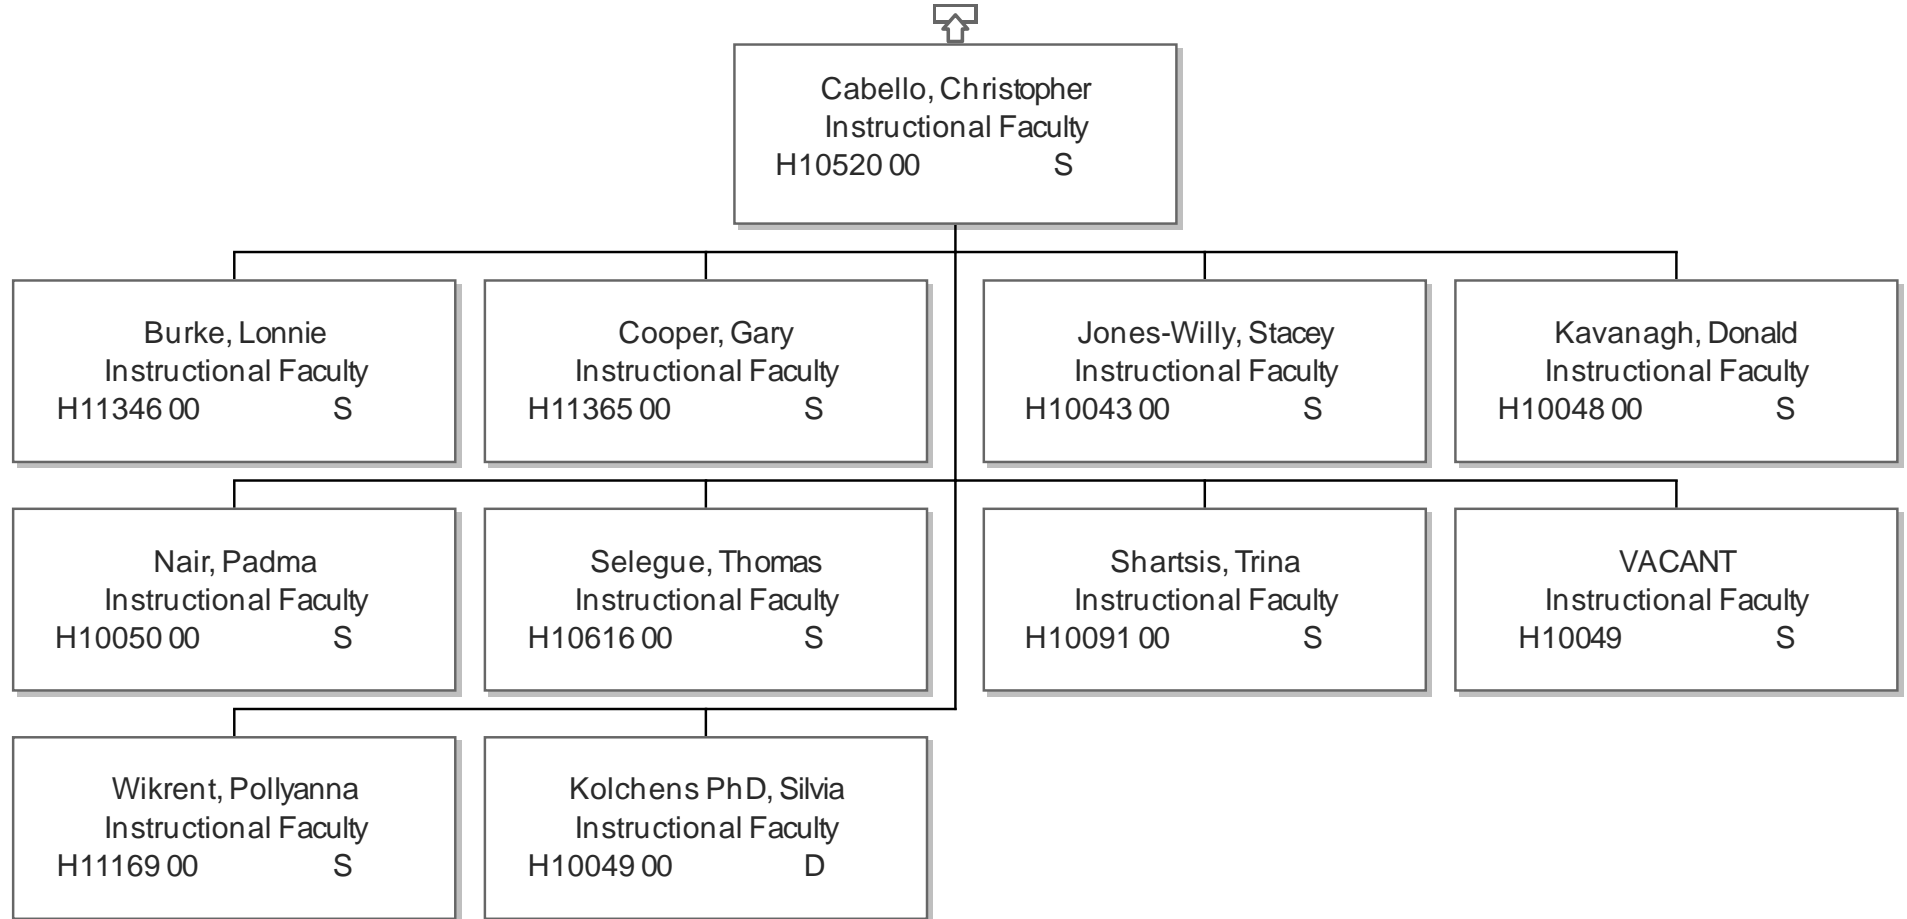 Cabello, Christopher
Instructional Faculty
H10520 00 S
Burke, Lonnie
Instructional Faculty
H11346 00 S
Cooper, Gary
Instructional Faculty
H11365 00 S
Jones-Willy, Stacey
Instructional Faculty
H10043 00 S
Kavanagh, Donald
Instructional Faculty
H10048 00 S
Nair, Padma
Instructional Faculty
H10050 00 S
Selegue, Thomas
Instructional Faculty
H10616 00 S
Shartsis, Trina
Instructional Faculty
H10091 00 S
VACANT
Instructional Faculty
H10049 S
Wikrent, Pollyanna
Instructional Faculty
H11169 00 S
Kolchens PhD, Silvia
Instructional Faculty
H10049 00 D